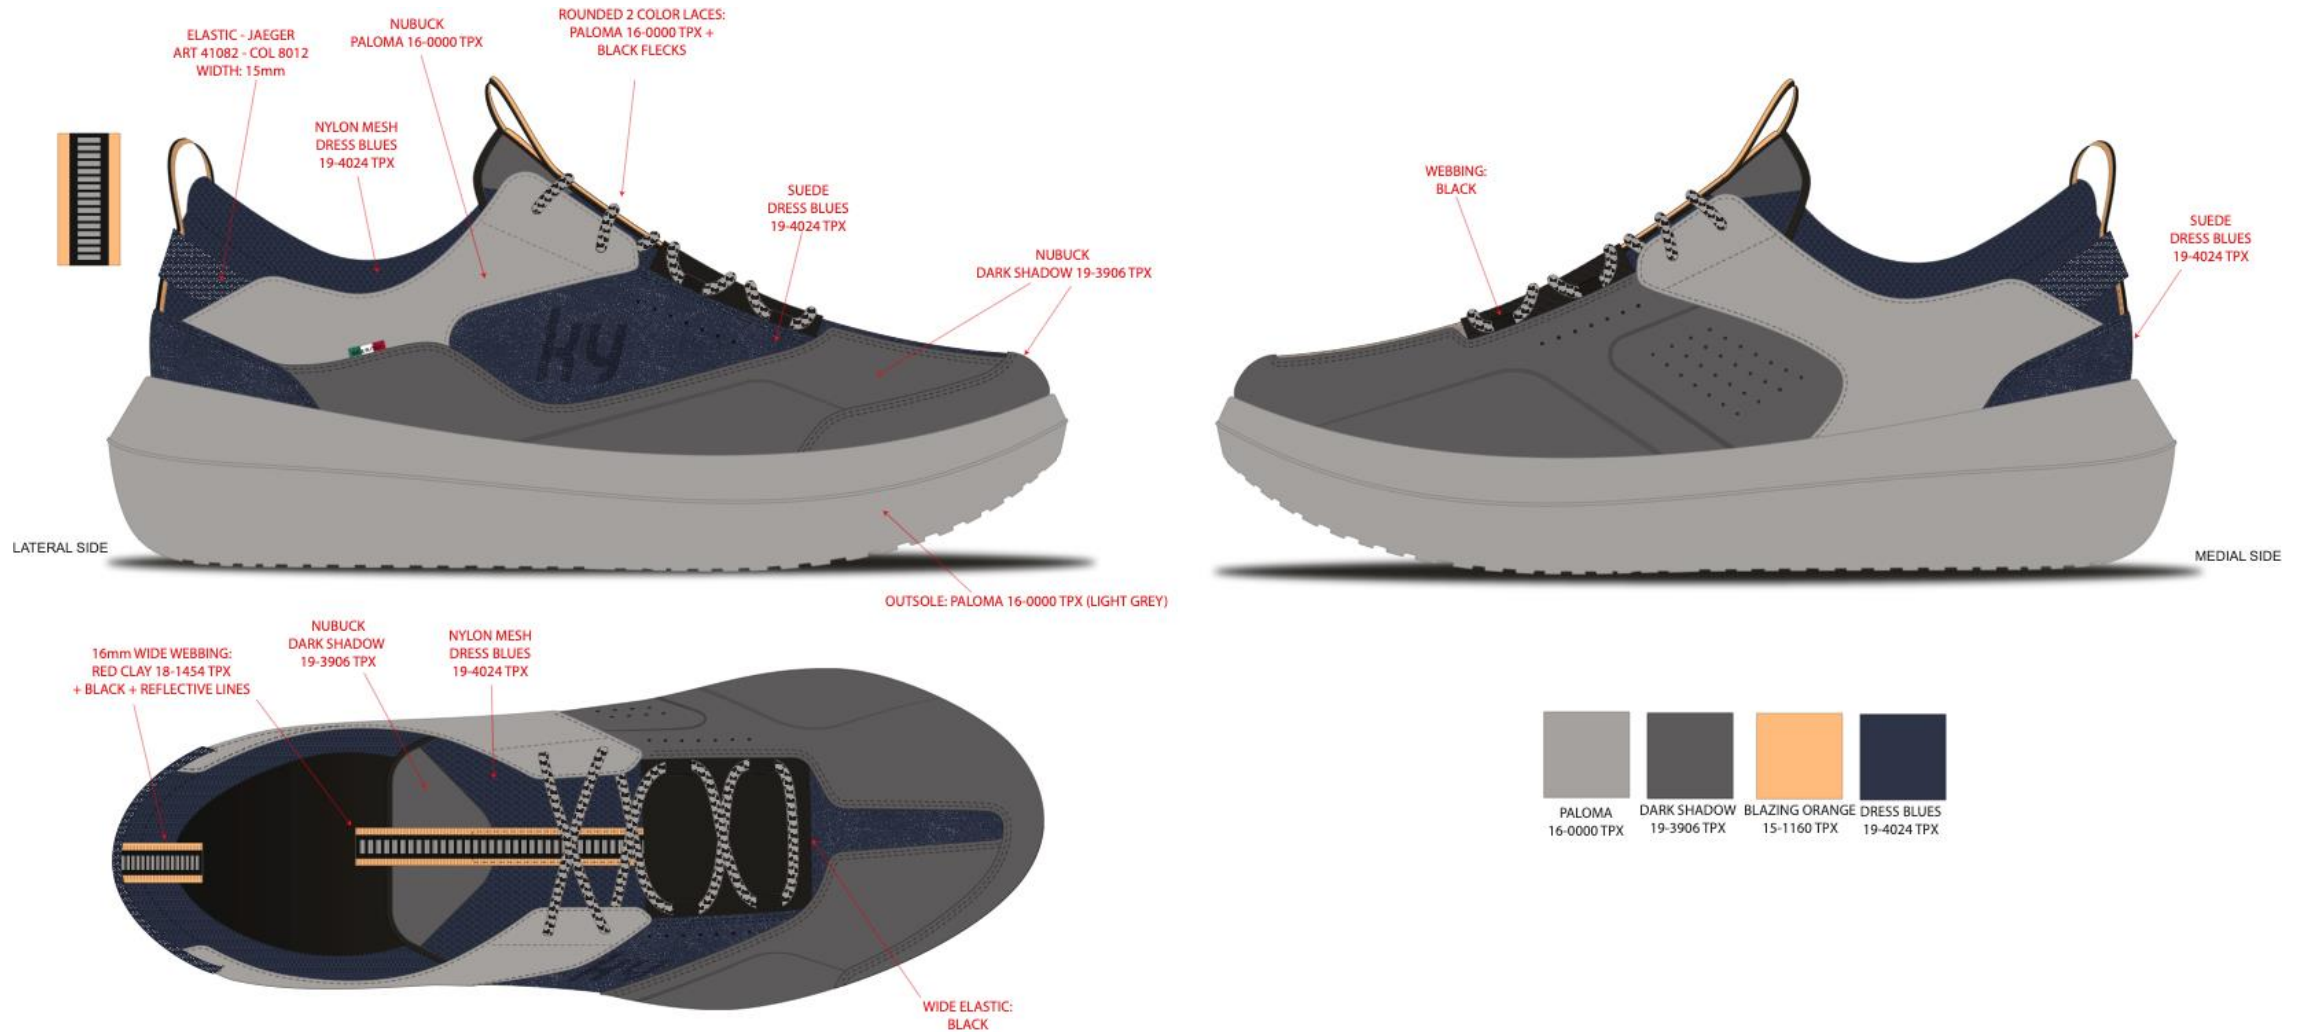 ELASTIC - JAEGER
ART 41082 - COL 8012
WIDTH: 15mm
NUBUCK
PALOMA 16-0000 TPX
ROUNDED 2 COLOR LACES:
PALOMA 16-0000 TPX +
BLACK FLECKS
NYLON MESH
DRESS BLUES
19-4024 TPX
SUEDE
DRESS BLUES
19-4024 TPX
NUBUCK
DARK SHADOW 19-3906 TPX
ky
LATERAL SIDE
OUTSOLE: PALOMA 16-0000 TPX (LIGHT GREY)
WEBBING:
BLACK
SUEDE
DRESS BLUES
19-4024 TPX
MEDIAL SIDE
16mm WIDE WEBBING:
RED CLAY 18-1454 TPX
+ BLACK + REFLECTIVE LINES
NUBUCK
DARK SHADOW
19-3906 TPX
NYLON MESH
DRESS BLUES
19-4024 TPX
WIDE ELASTIC:
BLACK
PALOMA
16-0000 TPX
DARK SHADOW
19-3906 TPX
BLAZING ORANGE
15-1160 TPX
DRESS BLUES
19-4024 TPX